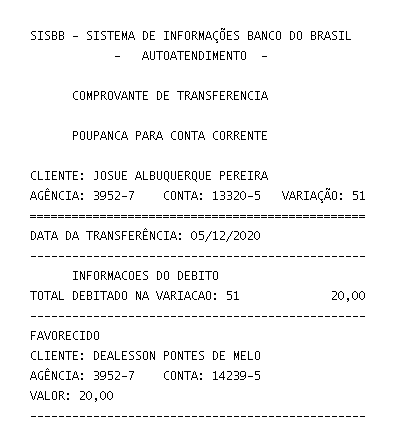 SISBB - SISTEMA DE INFORMAÇÕES BANCO DO BRASIL
- AUTOATENDIMENTO -
COMPROVANTE DE TRANSFERENCIA
POUPANCA PARA CONTA CORRENTE
CLIENTE: JOSUE ALBUQUERQUE PEREIRA
AGÊNCIA: 3952-7 CONTA: 13320-5 VARIAÇÃO: 51
================================================
DATA DA TRANSFERÊNCIA: 05/12/2020
------------------------------------------------
INFORMACOES DO DEBITO
TOTAL DEBITADO NA VARIACAO: 51 20,00
------------------------------------------------
FAVORECIDO
CLIENTE: DEALESSON PONTES DE MELO
AGÊNCIA: 3952-7 CONTA: 14239-5
VALOR: 20,00
------------------------------------------------